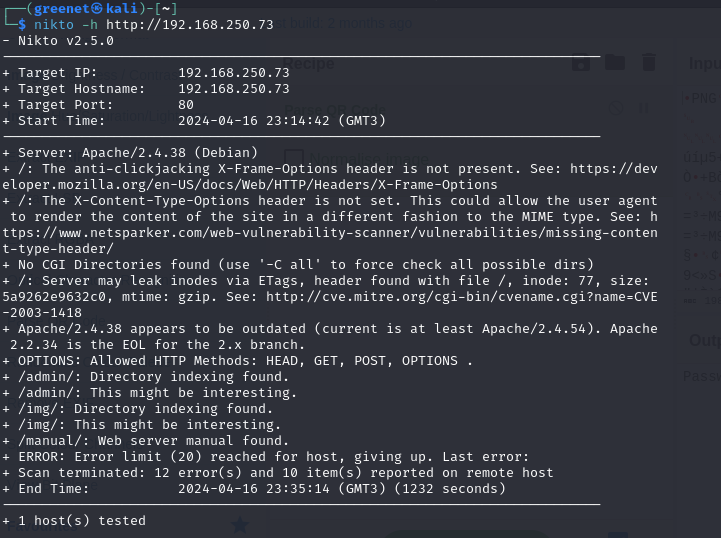 (greenet㉿kali)-[~]
$ nikto -h http://192.168.250.73
- Nikto v2.5.0
+ Target IP: 192.168.250.73
+ Target Hostname: 192.168.250.73
+ Target Port: 80
+ Start Time: 2024-04-16 23:14:42 (GMT3)
+ Server: Apache/2.4.38 (Debian)
+ /: The anti-clickjacking X-Frame-Options header is not present. See: https://dev
eloper.mozilla.org/en-US/docs/Web/HTTP/Headers/X-Frame-Options
+ /: The X-Content-Type-Options header is not set. This could allow the user agent
to render the content of the site in a different fashion to the MIME type. See: h
ttps://www.netsparker.com/web-vulnerability-scanner/vulnerabilities/missing-conten
t-type-header/
+ No CGI Directories found (use '-C all' to force check all possible dirs)
+ /: Server may leak inodes via ETags, header found with file /, inode: 77, size:
5a9262e9632c0, mtime: gzip. See: http://cve.mitre.org/cgi-bin/cvename.cgi?name=CVE
-2003-1418
+ Apache/2.4.38 appears to be outdated (current is at least Apache/2.4.54). Apache
2.2.34 is the EOL for the 2.x branch.
+ OPTIONS: Allowed HTTP Methods: HEAD, GET, POST, OPTIONS .
+ /admin/: Directory indexing found.
+ /admin/: This might be interesting.
+ /img/: Directory indexing found.
+ /img/: This might be interesting.
+ /manual/: Web server manual found.
+ ERROR: Error limit (20) reached for host, giving up. Last error:
+ Scan terminated: 12 error(s) and 10 item(s) reported on remote host
+ End Time: 2024-04-16 23:35:14 (GMT3) (1232 seconds)
+ 1 host(s) tested
Recipe
Parse QR Code